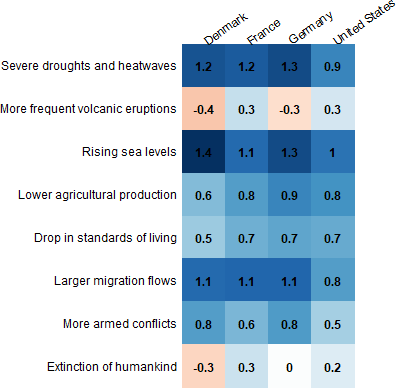 Denmark France Germany United States
Severe droughts and heatwaves 1.2 1.2 1.3 0.9
More frequent volcanic eruptions -0.4 0.3 -0.3 0.3
Rising sea levels 1.4 1.1 1.3 1
Lower agricultural production 0.6 0.8 0.9 0.8
Drop in standards of living 0.5 0.7 0.7 0.7
Larger migration flows 1.1 1.1 1.1 0.8
More armed conflicts 0.8 0.6 0.8 0.5
Extinction of humankind -0.3 0.3 0 0.2